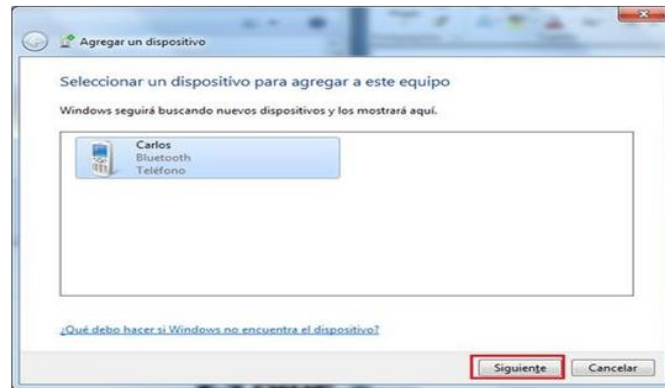 Agregar un dispositivo
Seleccionar un dispositivo para agregar a este equipo
Windows seguirá buscando nuevos dispositivos y los mostrará aquí.
Carlos
Bluetooth
Teléfono
¿Qué debo hacer si Windows no encuentra el dispositivo?
Siguiente Cancelar